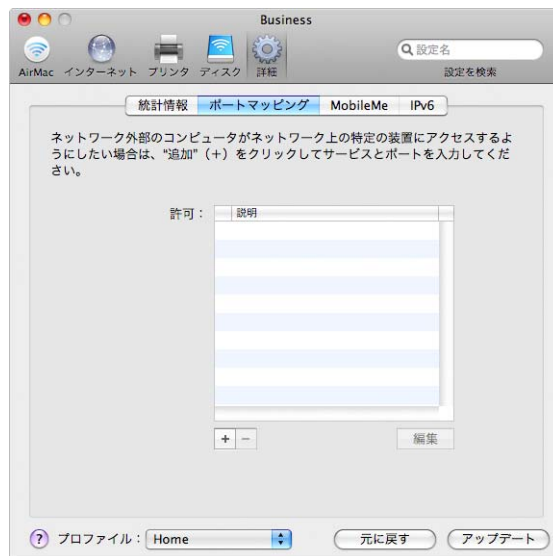 Business
設定名
AirMac インターネット プリンタ ディスク 詳細 設定を検索
統計情報 ポートマッピング MobileMe IPv6
ネットワーク外部のコンピュータがネットワーク上の特定の装置にアクセスするよ
うにしたい場合は、"追加"（+）をクリックしてサービスとポートを入力してくだ
さい。
許可： 説明
+ −
編集
? プロファイル： Home 元に戻す アップデート